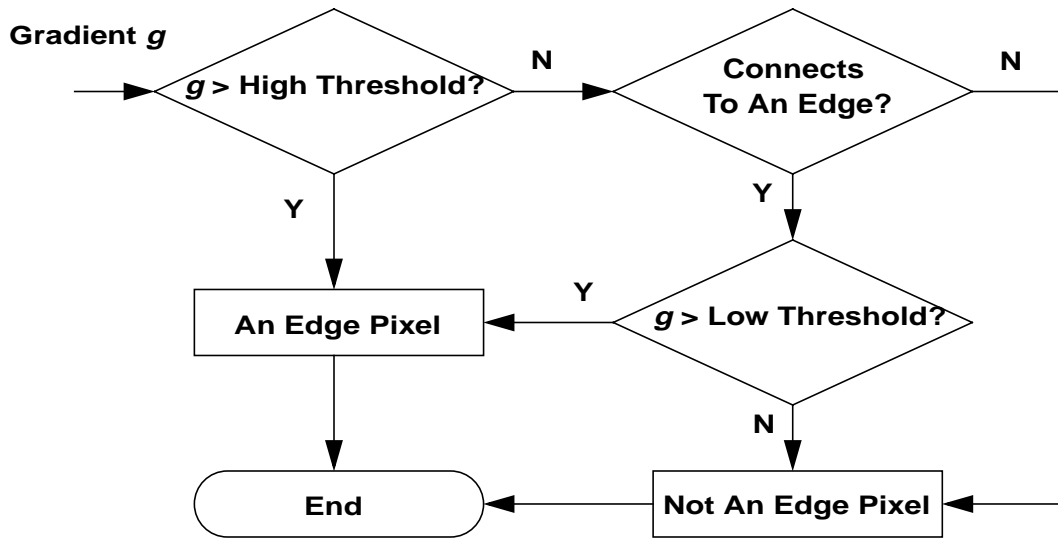 Gradient g
g > High Threshold?
N
Connects
To An Edge?
N
Y
Y
An Edge Pixel
Y
g > Low Threshold?
N
End
Not An Edge Pixel